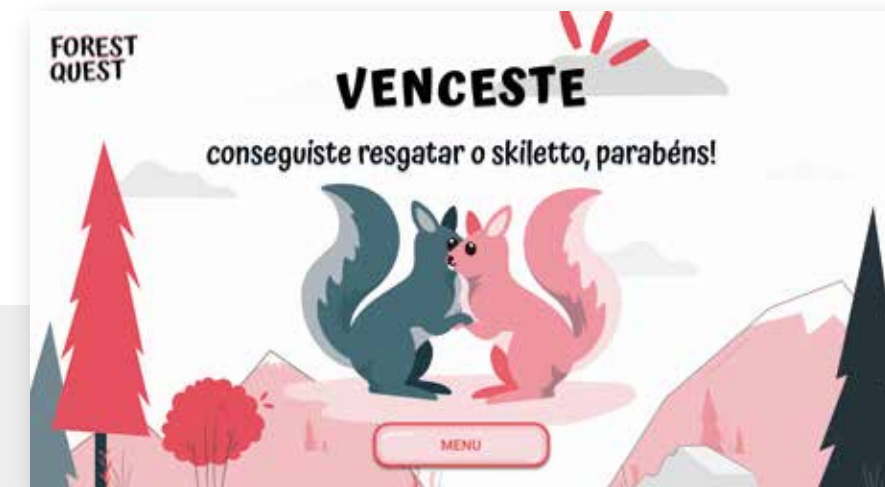 FOREST
QUEST
VENCESTE
conseguiste resgatar o skiletto, parabéns!
MENU